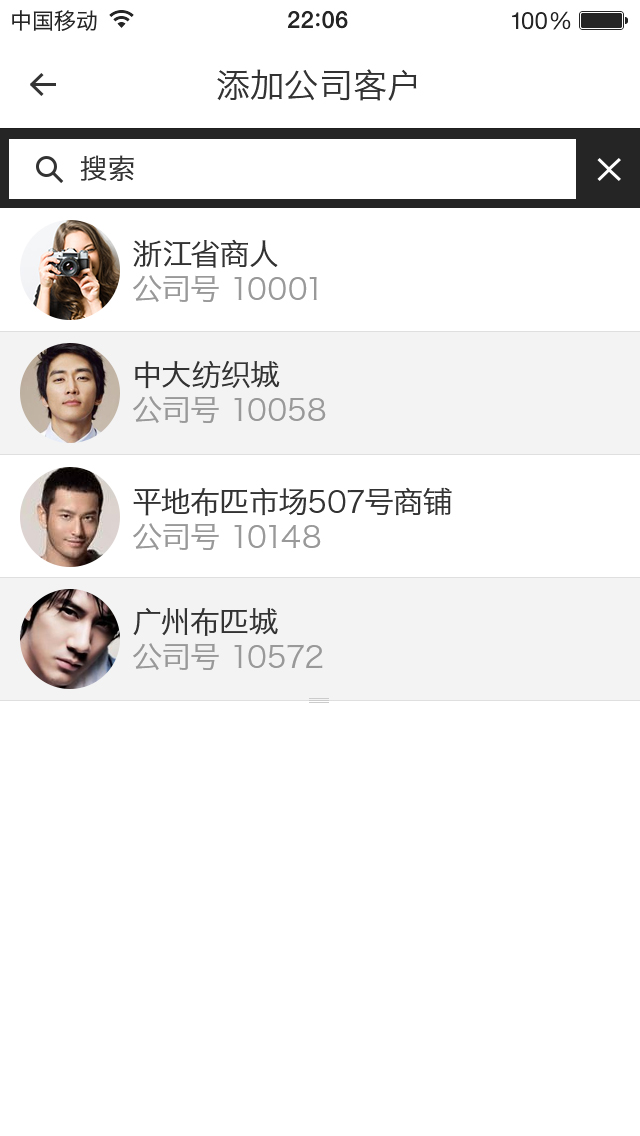 中国移动 22:06 100%
添加公司客户
搜索
浙江省商人
公司号 10001
中大纺织城
公司号 10058
平地布匹市场507号商铺
公司号 10148
广州布匹城
公司号 10572